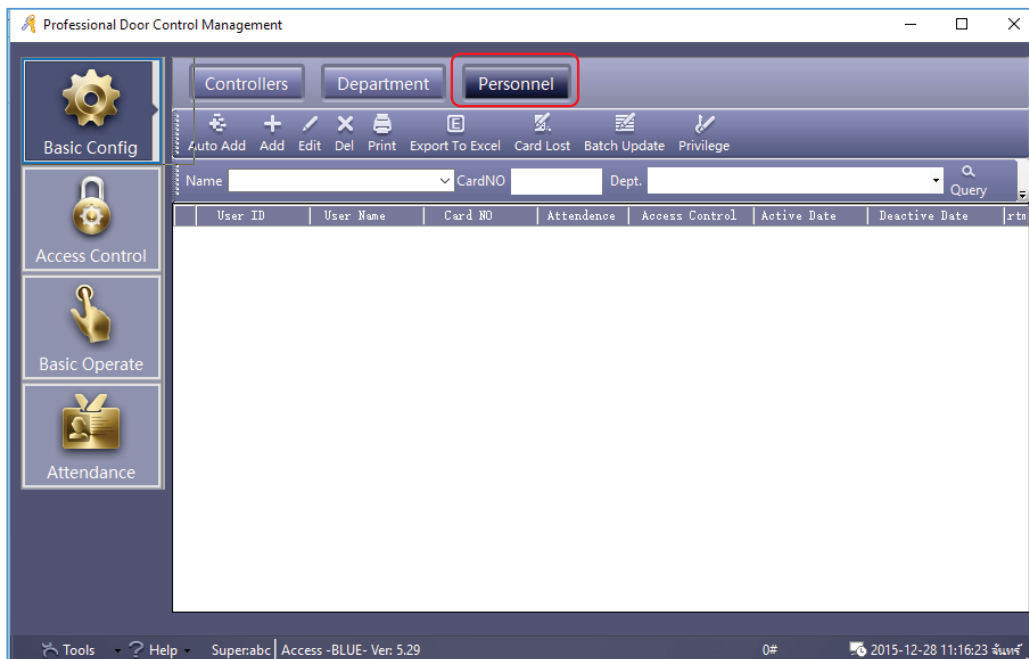 Professional Door Control Management
Controllers Department Personnel
Basic Config
Auto Add Add Edit Del Print Export To Excel Card Lost Batch Update Privilege
Name CardNO Dept. Query
User ID User Name Card NO Attendence Access Control Active Date Deactive Date rtm
Access Control
Basic Operate
Attendance
Tools Help Super:abc Access -BLUE- Ver: 5.29 0# 2015-12-28 11:16:23 จันทร์